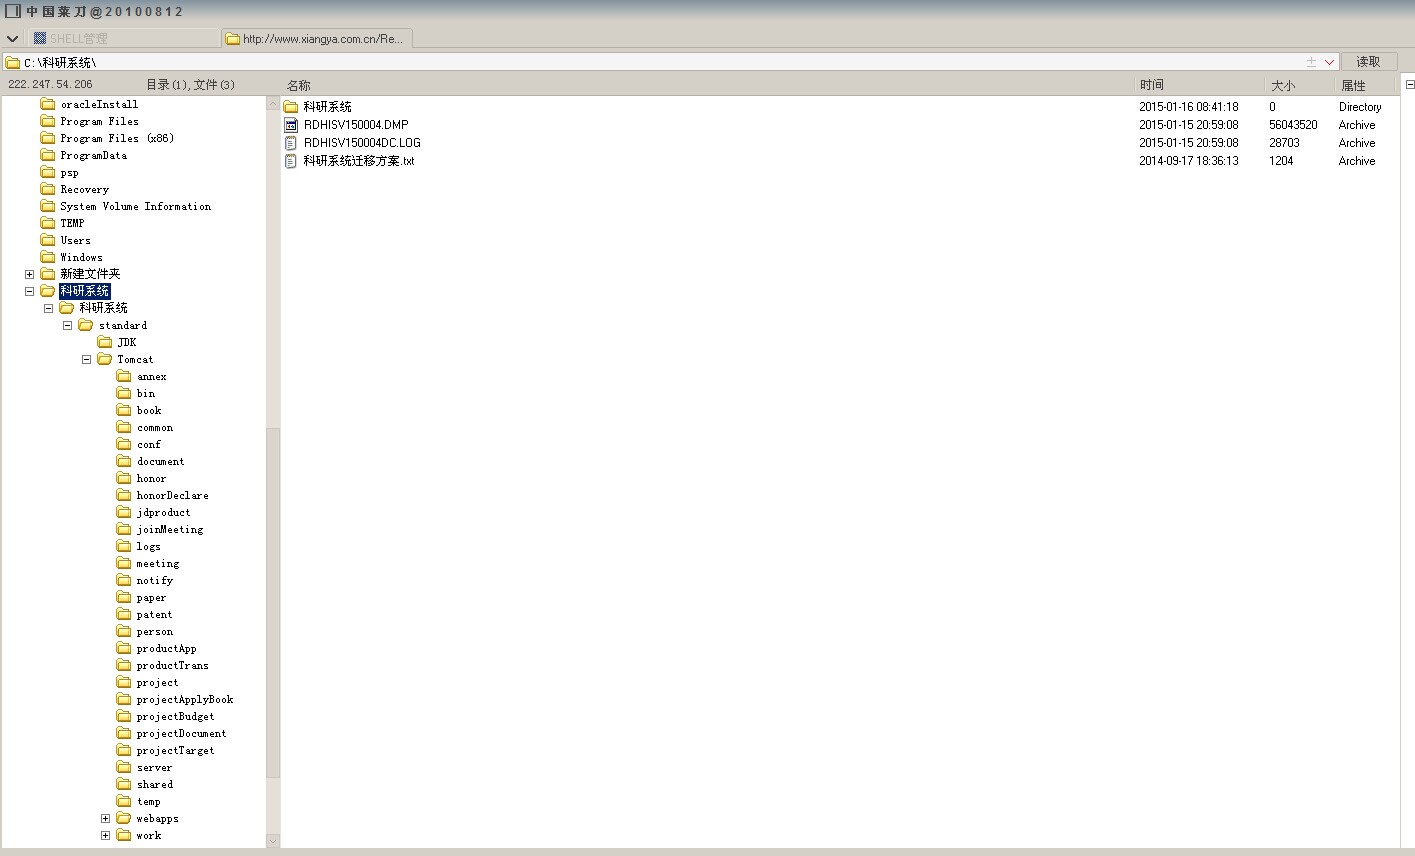 中国菜刀@20100812
SHELL管理
http://www.xiangya.com.cn/Re...
C:\科研系统\
读取
222.247.54.206 目录(1),文件(3)
名称 时间 大小 属性
oracleInstall
Program Files
Program Files (x86)
ProgramData
psp
Recovery
System Volume Information
TEMP
Users
Windows
新建文件夹
科研系统
科研系统
standard
JDK
Tomcat
annex
bin
book
common
conf
document
honor
honorDeclare
jdproduct
joinMeeting
logs
meeting
notify
paper
patent
person
productApp
productTrans
project
projectApplyBook
projectBudget
projectDocument
projectTarget
server
shared
temp
webapps
work
科研系统 2015-01-16 08:41:18 0 Directory
RDHISV150004.DMP 2015-01-15 20:59:08 56043520 Archive
RDHISV150004DC.LOG 2015-01-15 20:59:08 28703 Archive
科研系统迁移方案.txt 2014-09-17 18:36:13 1204 Archive